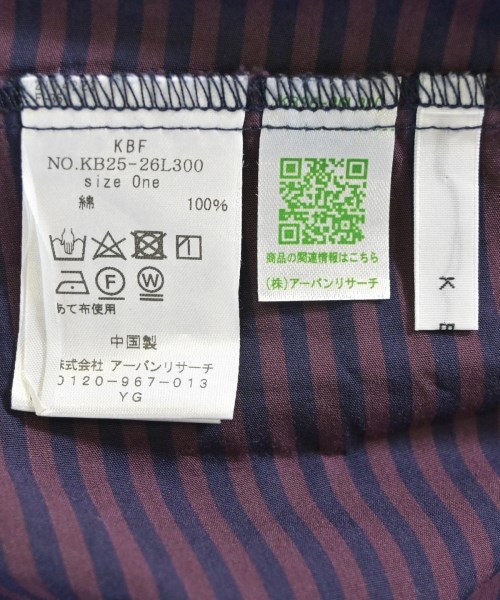 KBF
NO.KB25-26L300
size One
綿 100%
F W
あて布使用
中国製
株式会社 アーバンリサーチ
0120-967-013
YG
商品の関連情報はこちら
(株)アーバンリサーチ
K B